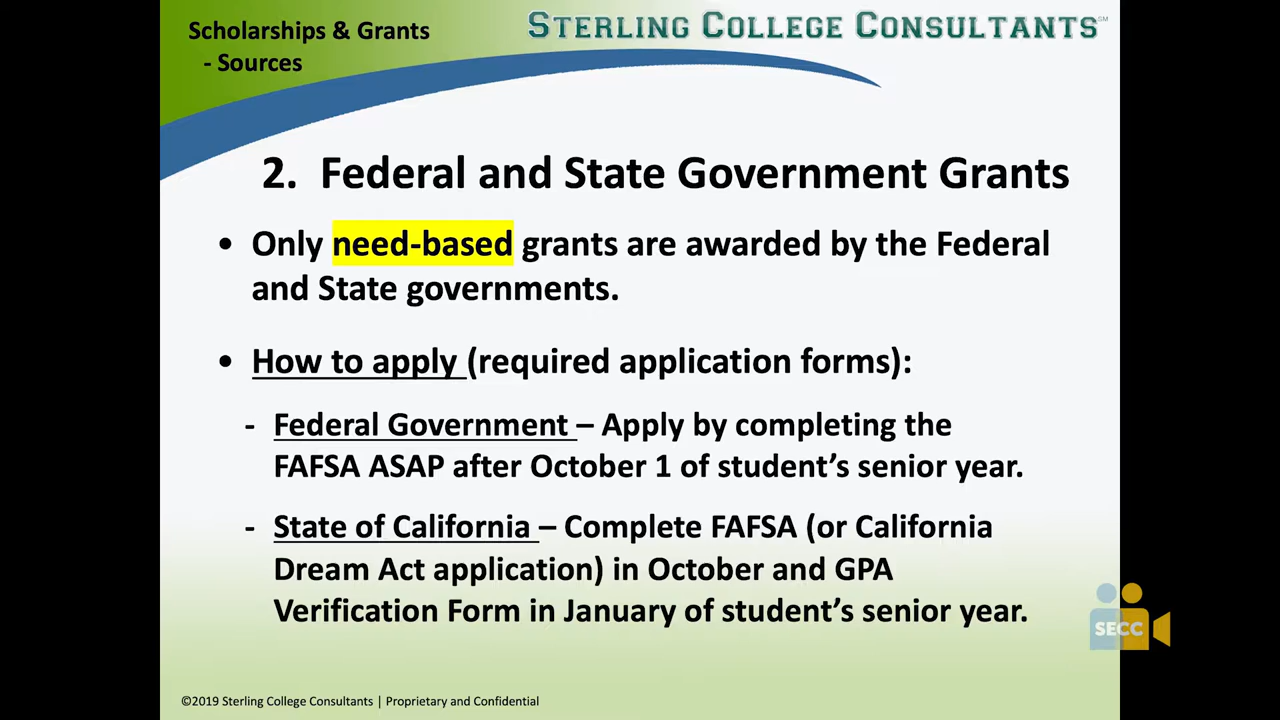 Scholarships & Grants
- Sources
STERLING COLLEGE CONSULTANTS℠
2. Federal and State Government Grants
• Only need-based grants are awarded by the Federal
and State governments.
• How to apply (required application forms):
- Federal Government – Apply by completing the
FAFSA ASAP after October 1 of student’s senior year.
- State of California – Complete FAFSA (or California
Dream Act application) in October and GPA
Verification Form in January of student’s senior year.
SECC
©2019 Sterling College Consultants | Proprietary and Confidential